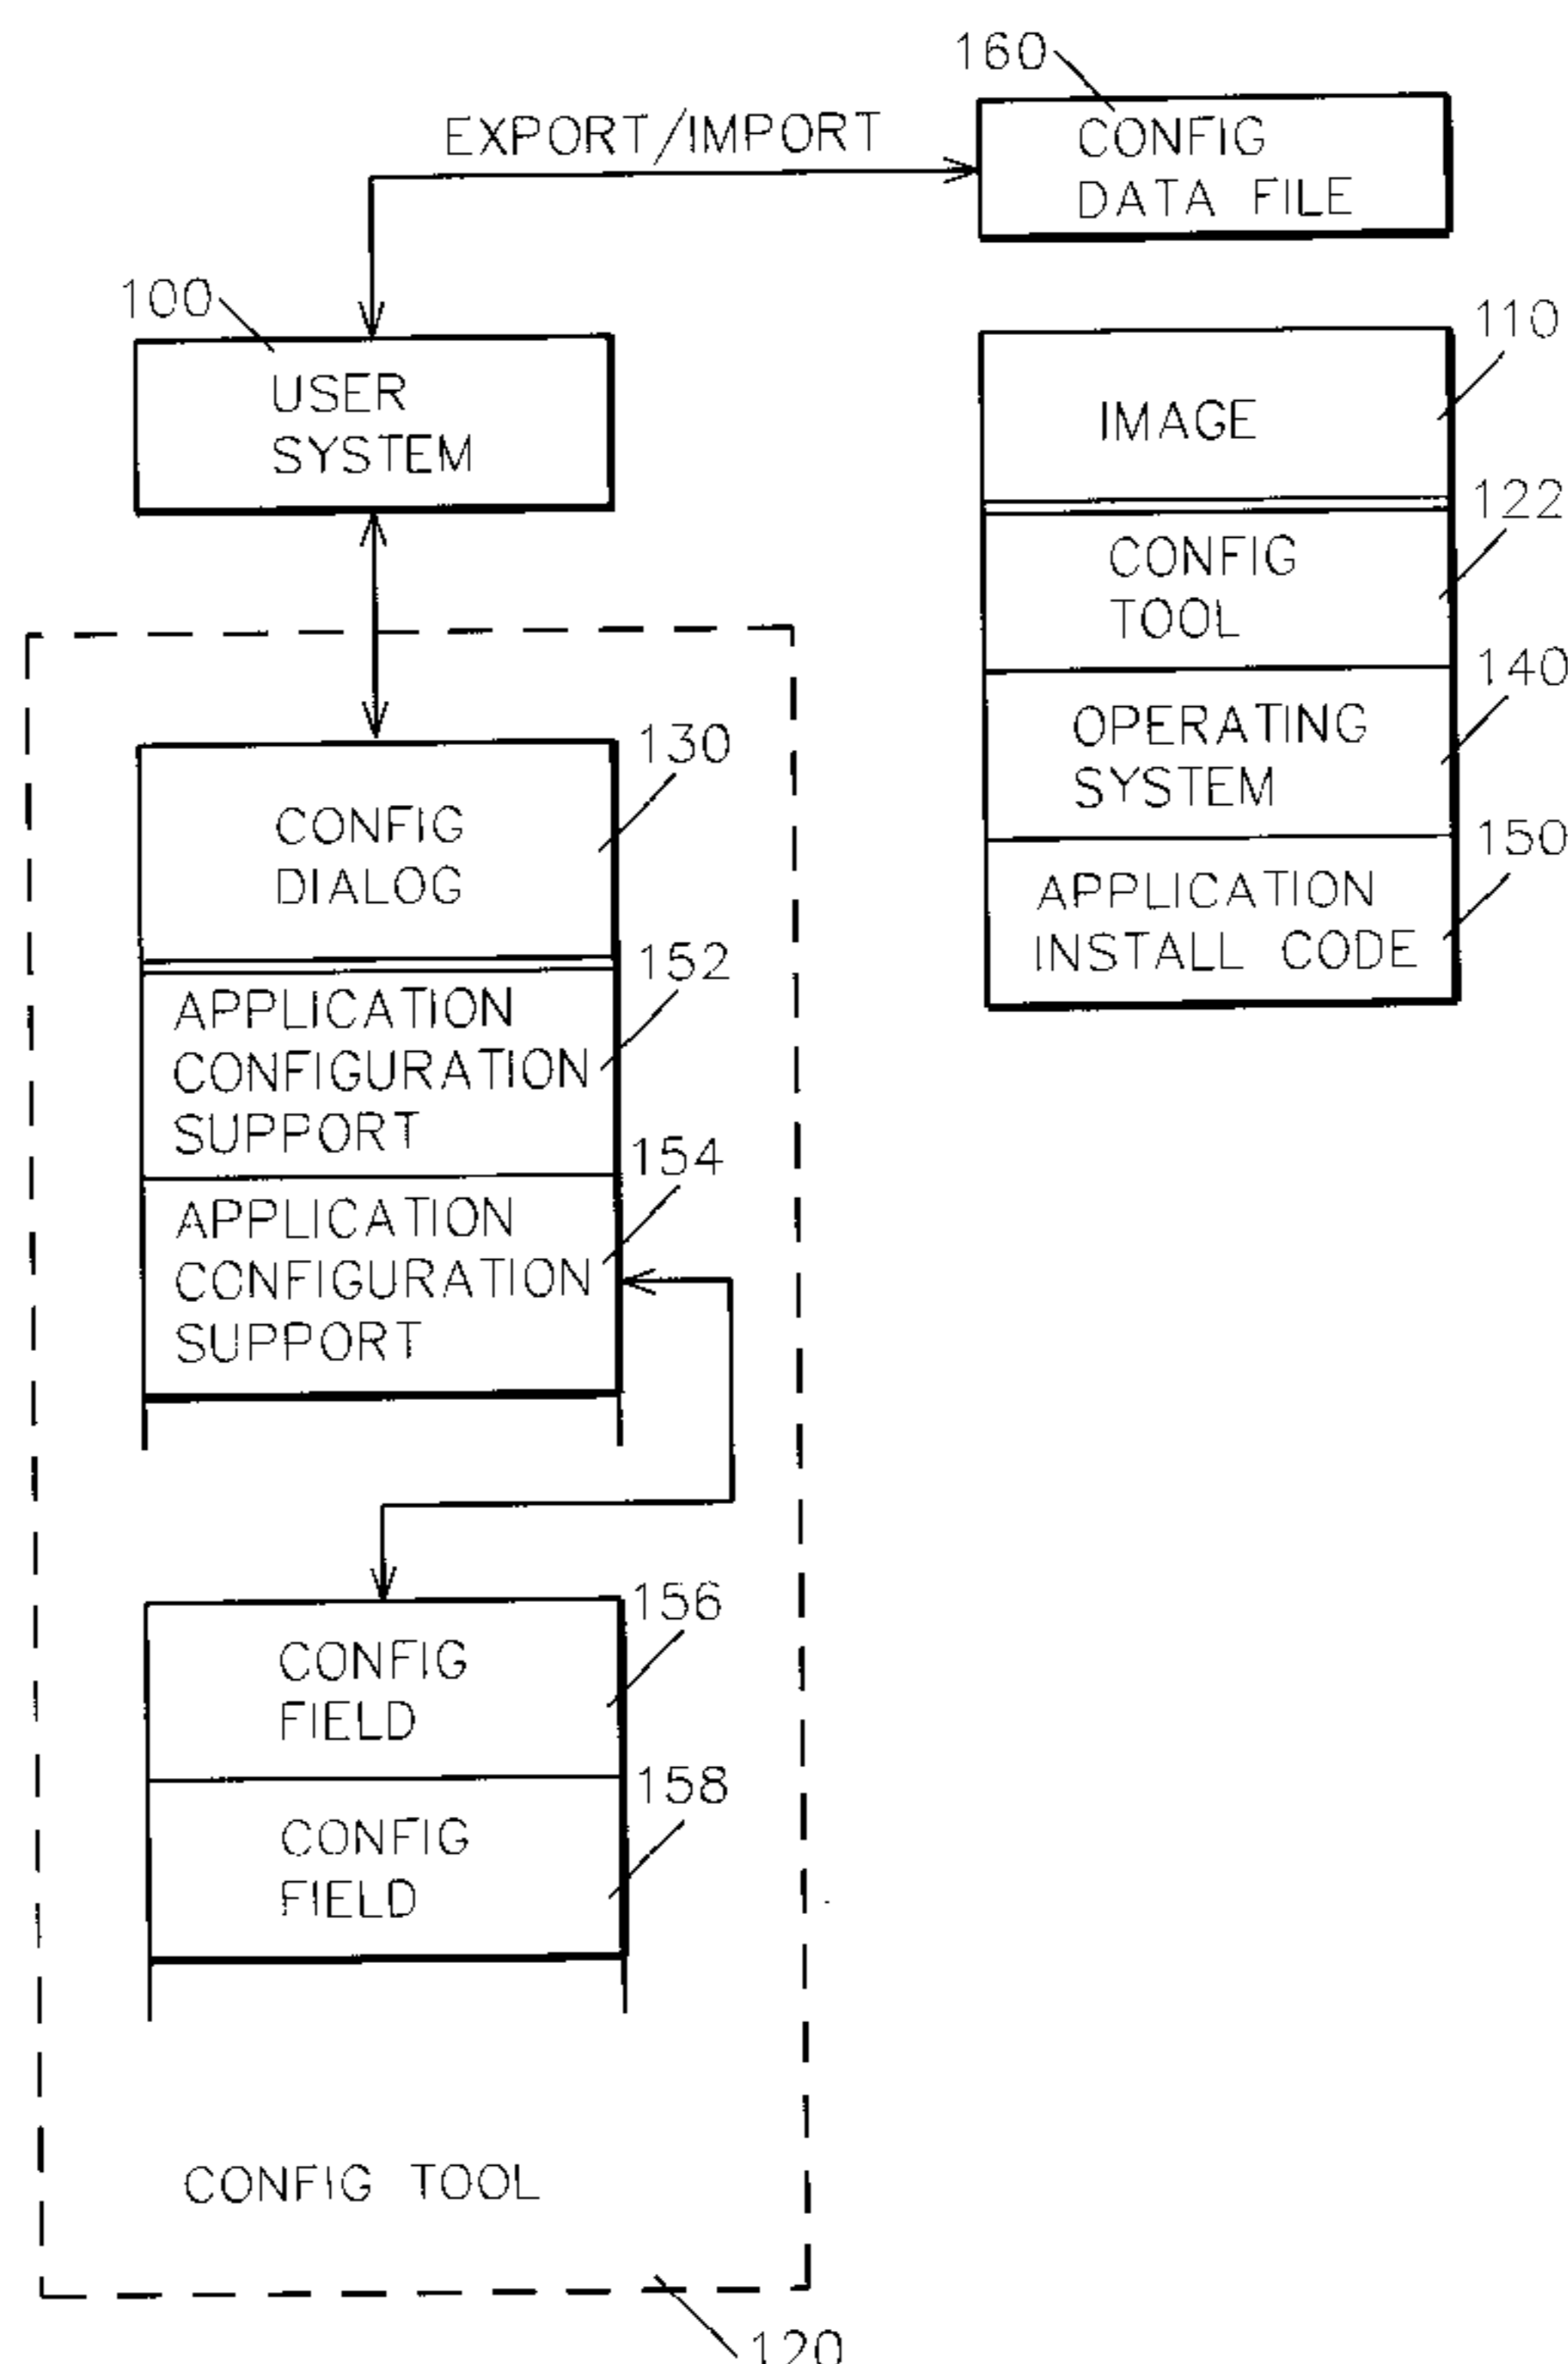 160
EXPORT/IMPORT
CONFIG
DATA FILE
100
USER
SYSTEM
110
IMAGE
122
CONFIG
TOOL
140
OPERATING
SYSTEM
150
APPLICATION
INSTALL CODE
130
CONFIG
DIALOG
152
APPLICATION
CONFIGURATION
SUPPORT
154
APPLICATION
CONFIGURATION
SUPPORT
156
CONFIG
FIELD
158
CONFIG
FIELD
CONFIG TOOL
120